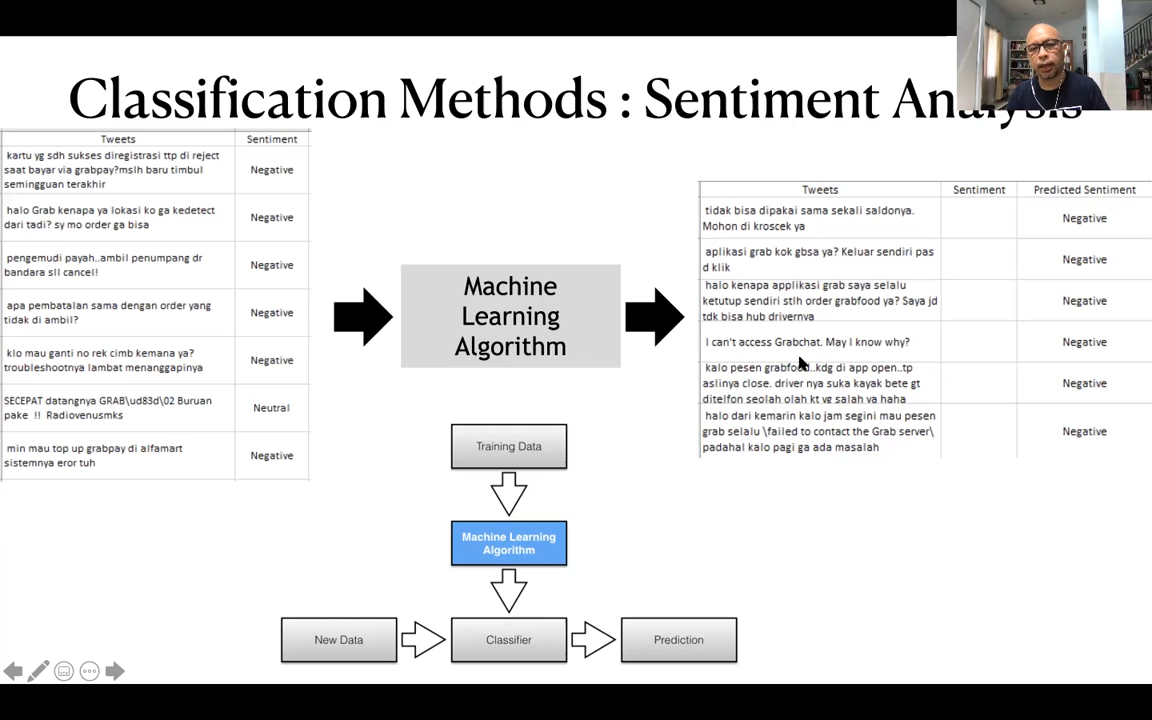 Classification Methods : Sentiment Analysis
Tweets Sentiment
kartu yg sdh sukses diregistrasi ttp di reject
saat bayar via grabpay?mslh baru timbul
semingguan terakhir
Negative
halo Grab kenapa ya lokasi ko ga kedetect
dari tadi? sy mo order ga bisa
Negative
pengemudi payah..ambil penumpang dr
bandara sll cancel!
Negative
apa pembatalan sama dengan order yang
tidak di ambil?
Negative
klo mau ganti no rek cimb kemana ya?
troubleshootnya lambat menanggapinya
Negative
SECEPAT datangnya GRAB\ud83d\02 Buruan
pake !! Radiovenusmks
Neutral
min mau top up grabpay di alfamart
sistemnya eror tuh
Negative
Machine
Learning
Algorithm
Tweets Sentiment Predicted Sentiment
tidak bisa dipakai sama sekali saldonya.
Mohon di kroscek ya
Negative
aplikasi grab kok gbsa ya? Keluar sendiri pas
d klik
Negative
halo kenapa applikasi grab saya selalu
ketutup sendiri stlh order grabfood ya? Saya jd
tdk bisa hub drivernya
Negative
I can't access Grabchat. May I know why?
Negative
kalo pesen grabfood..kdg di app open..tp
aslinya close. driver nya suka kayak bete gt
ditelfon seolah olah kt yg salah ya haha
Negative
halo dari kemarin kalo jam segini mau pesen
grab selalu \failed to contact the Grab server\
padahal kalo pagi ga ada masalah
Negative
Training Data
Machine Learning
Algorithm
New Data
Classifier
Prediction